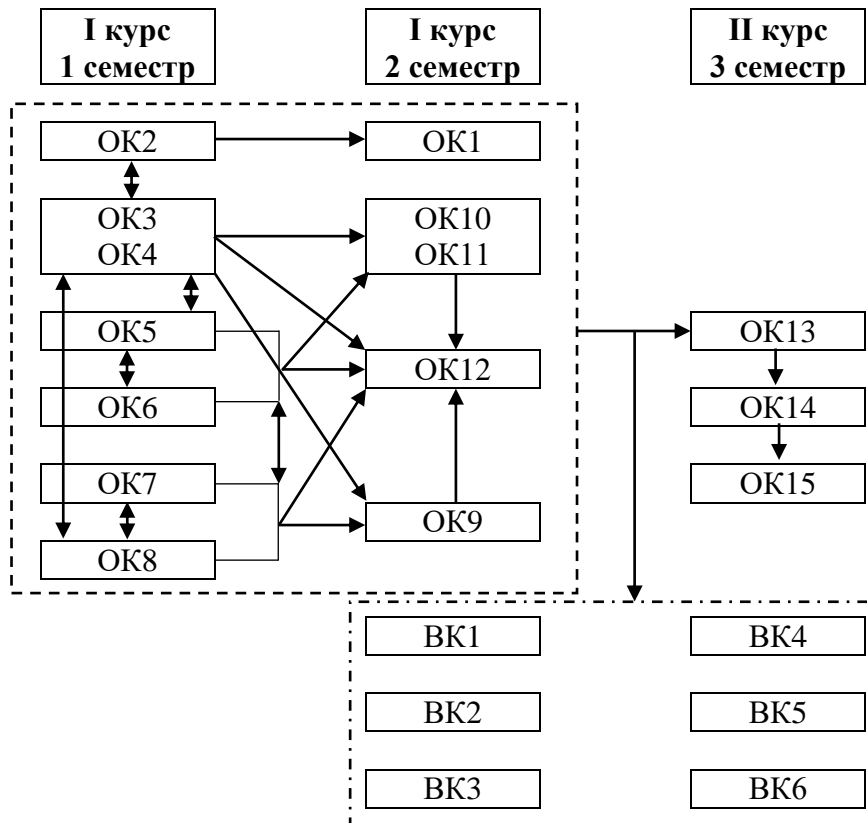 I курс
1 семестр
I курс
2 семестр
II курс
3 семестр
ОК2
ОК1
ОК3
ОК4
ОК10
ОК11
ОК5
ОК13
ОК12
ОК6
ОК14
ОК7
ОК15
ОК9
ОК8
ВК1
ВК4
ВК2
ВК5
ВК3
ВК6